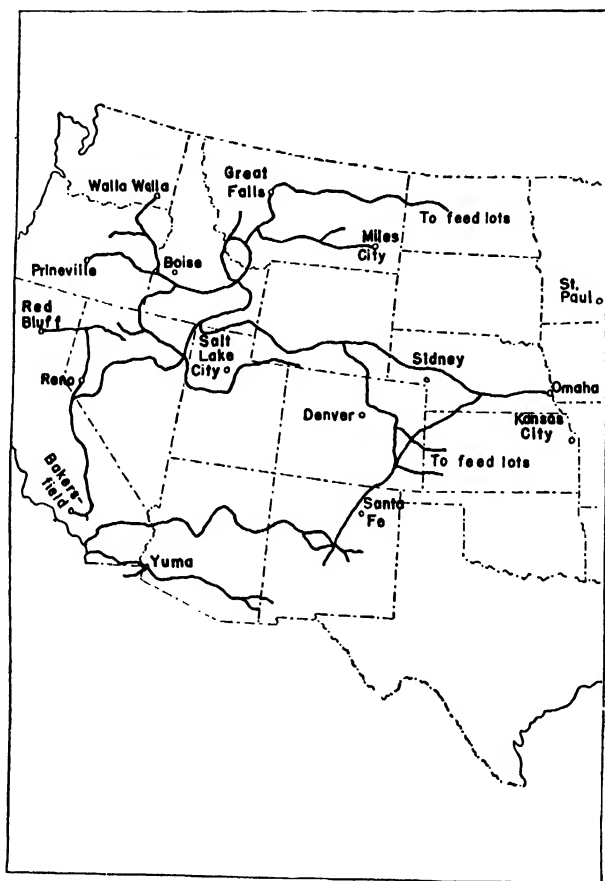 Walla Walla
Great
Falls
To feed lots
Miles
City
Prineville
Boise
St.
Paul
Red
Bluff
Salt
Lake
City
Sidney
Reno
Omaha
Denver
Kansas
City
To feed lots
Bakers-
field
Santa
Fe
Yuma